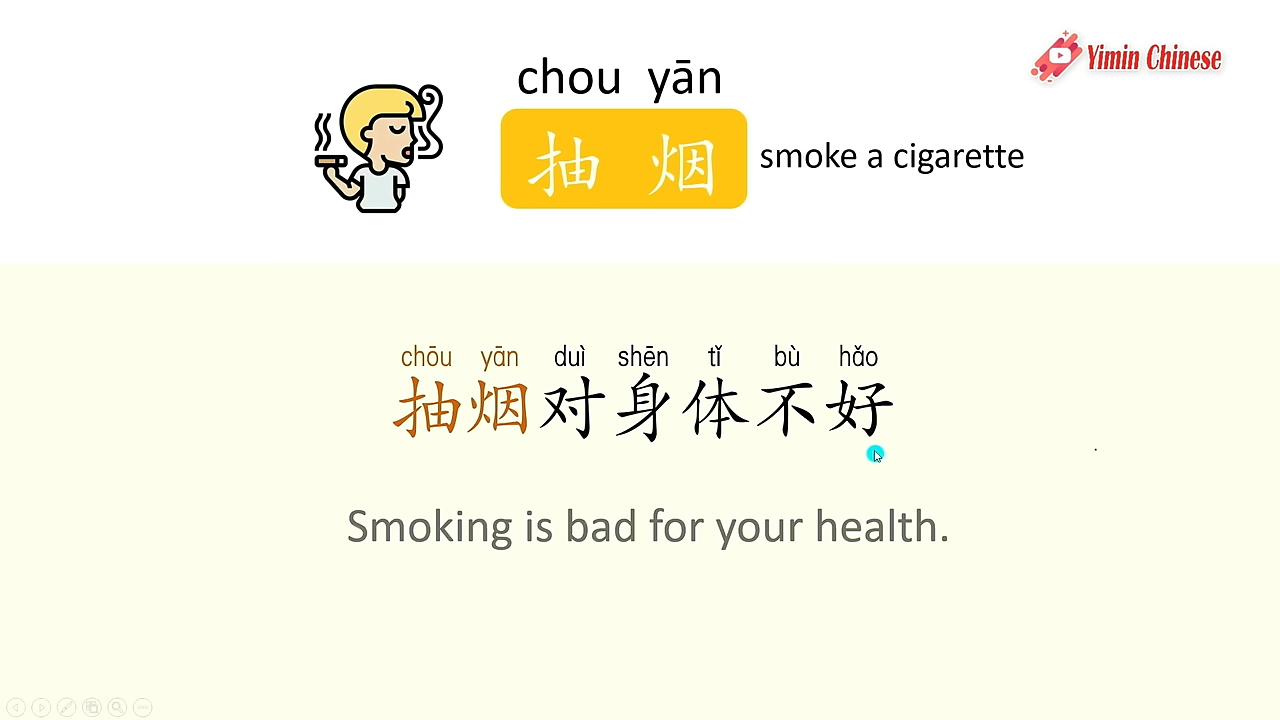 Yimin Chinese
chou yān
抽 烟
smoke a cigarette
chōu yān duì shēn tǐ bù hǎo
抽烟对身体不好
Smoking is bad for your health.